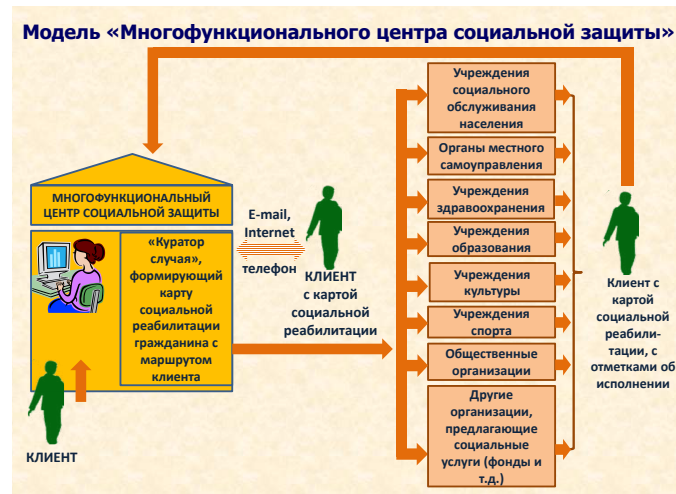 Модель «Многофункционального центра социальной защиты»
МНОГОФУНКЦИОНАЛЬНЫЙ
ЦЕНТР СОЦИАЛЬНОЙ ЗАЩИТЫ
«Куратор
случая»,
формирующий
карту
социальной
реабилитации
гражданина с
маршрутом
клиента
КЛИЕНТ
E-mail,
Internet
телефон
КЛИЕНТ
с картой
социальной
реабилитации
Учреждения
социального
обслуживания
населения
Органы местного
самоуправления
Учреждения
здравоохранения
Учреждения
образования
Учреждения
культуры
Учреждения
спорта
Общественные
организации
Другие
организации,
предлагающие
социальные
услуги (фонды и
т.д.)
Клиент с
картой
социальной
реабили-
тации, с
отметками об
исполнении